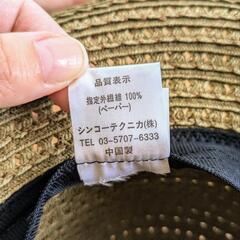 品質表示
指定外繊維 100%
(ペーパー)
シンコーテクニカ(株)
TEL 03-5707-6333
中国製